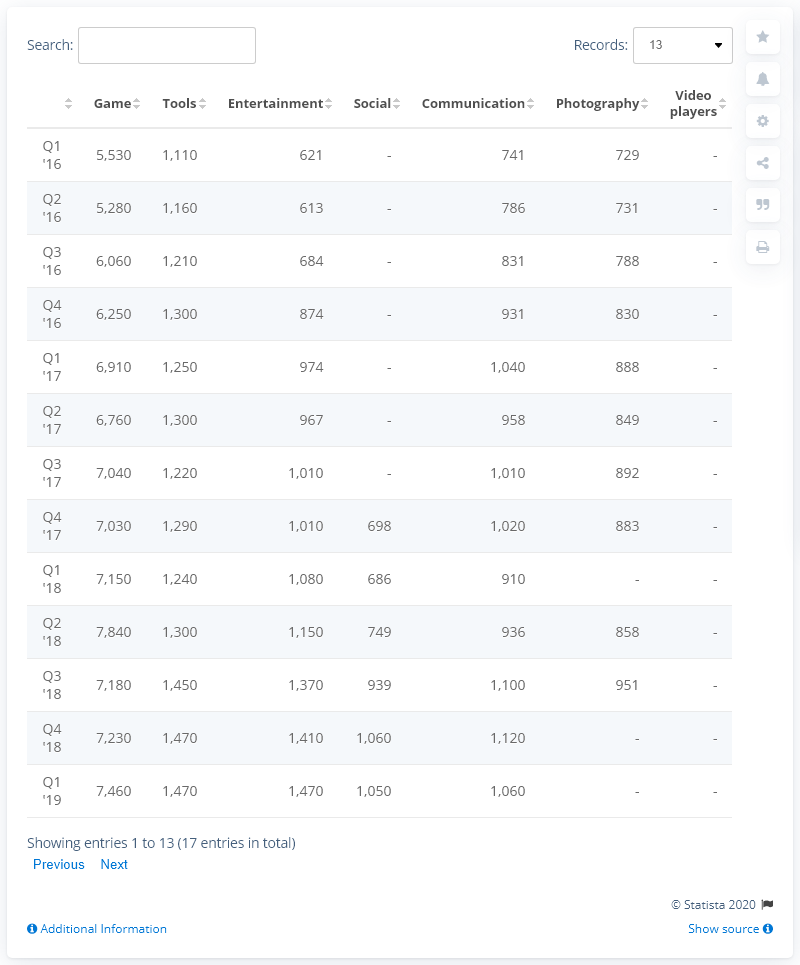 Search:
Records: 13
Game Tools Entertainment Social Communication Photography Video players
Q1 '16 5,530 1,110 621 - 741 729 -
Q2 '16 5,280 1,160 613 - 786 731 -
Q3 '16 6,060 1,210 684 - 831 788 -
Q4 '16 6,250 1,300 874 - 931 830 -
Q1 '17 6,910 1,250 974 - 1,040 888 -
Q2 '17 6,760 1,300 967 - 958 849 -
Q3 '17 7,040 1,220 1,010 - 1,010 892 -
Q4 '17 7,030 1,290 1,010 698 1,020 883 -
Q1 '18 7,150 1,240 1,080 686 910 - -
Q2 '18 7,840 1,300 1,150 749 936 858 -
Q3 '18 7,180 1,450 1,370 939 1,100 951 -
Q4 '18 7,230 1,470 1,410 1,060 1,120 - -
Q1 '19 7,460 1,470 1,470 1,050 1,060 - -
Showing entries 1 to 13 (17 entries in total)
Previous Next
© Statista 2020
Additional Information
Show source